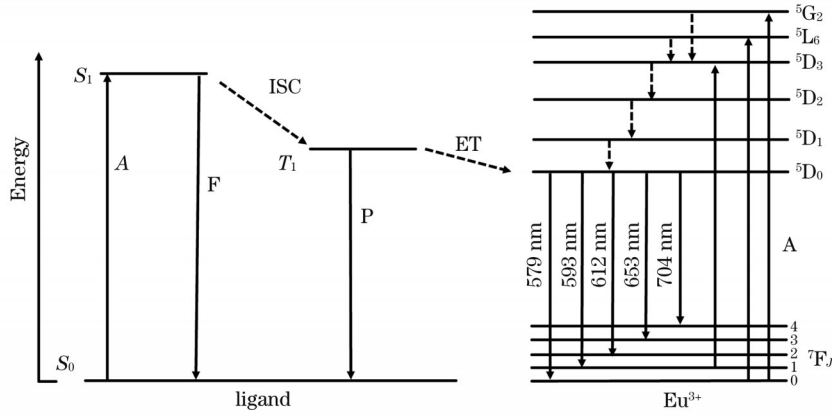 Energy
S₁
ISC
A
F
T₁
ET
P
S₀
ligand
⁵G₂
⁵L₆
⁵D₃
⁵D₂
⁵D₁
⁵D₀
579 nm
593 nm
612 nm
653 nm
704 nm
A
4
3
2
1
0
⁷F_J
Eu³⁺